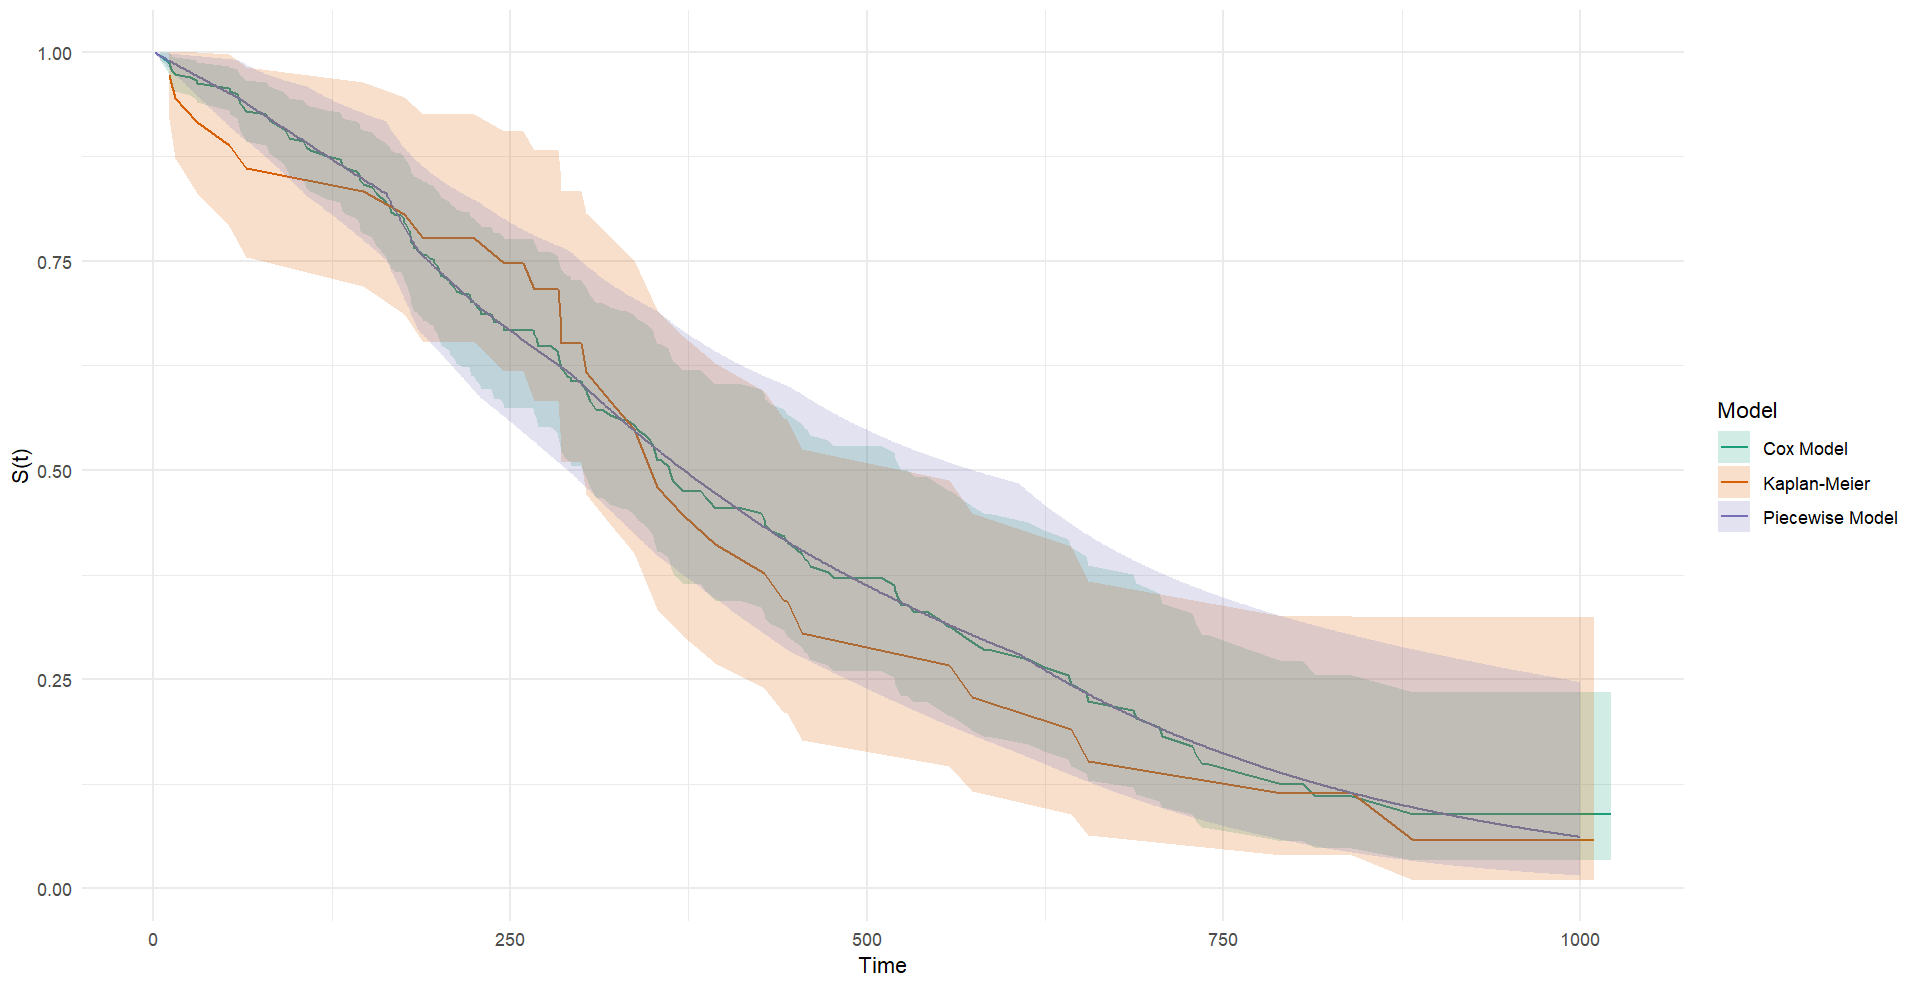 1.00
0.75
0.50
0.25
0.00
S(t)
0 250 500 750 1000
Time
Model
Cox Model
Kaplan-Meier
Piecewise Model